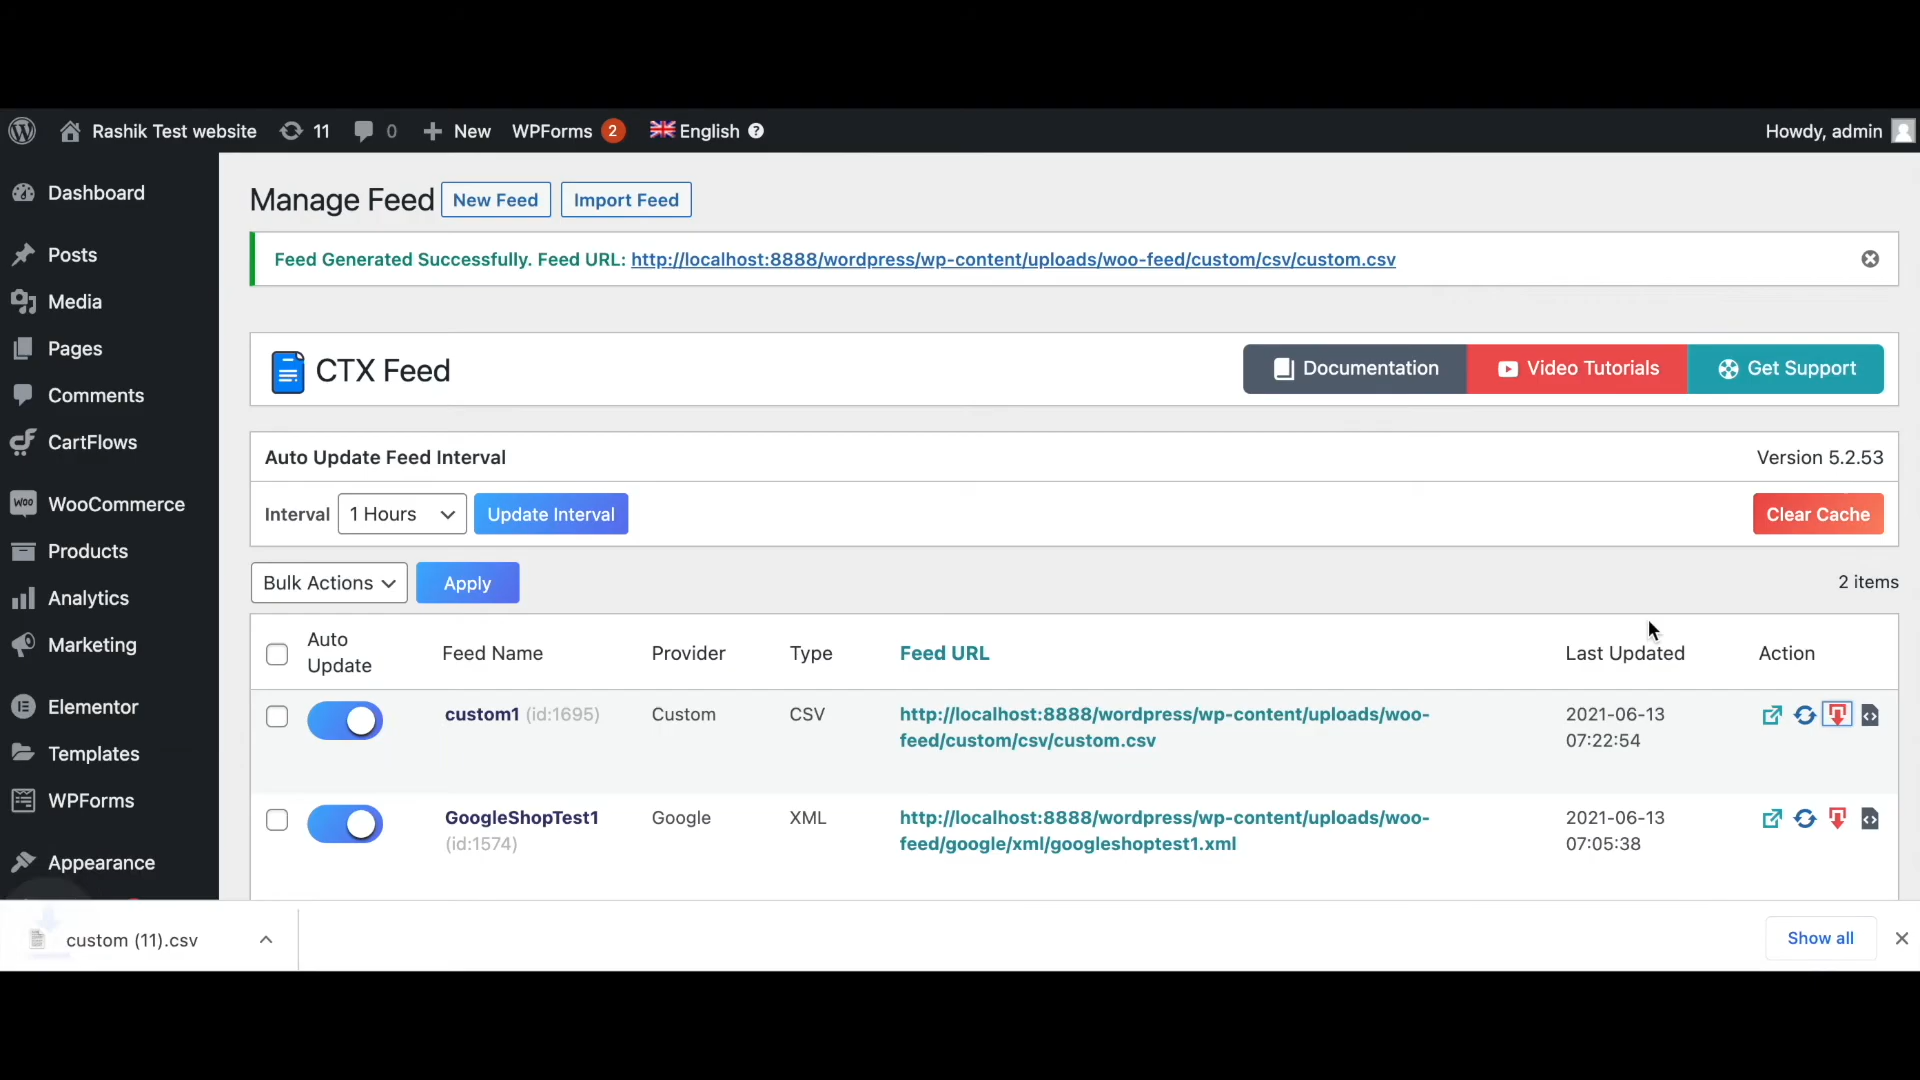 Rashik Test website 11 0 New WPForms 2 English Howdy, admin
Dashboard
Posts
Media
Pages
Comments
CartFlows
WooCommerce
Products
Analytics
Marketing
Elementor
Templates
WPForms
Appearance
Manage Feed New Feed Import Feed
Feed Generated Successfully. Feed URL: http://localhost:8888/wordpress/wp-content/uploads/woo-feed/custom/csv/custom.csv
CTX Feed Documentation Video Tutorials Get Support
Auto Update Feed Interval Version 5.2.53
Interval 1 Hours Update Interval Clear Cache
Bulk Actions Apply 2 items
Auto
Update Feed Name Provider Type Feed URL Last Updated Action
custom1 (id:1695) Custom CSV http://localhost:8888/wordpress/wp-content/uploads/woo- 2021-06-13
feed/custom/csv/custom.csv 07:22:54
GoogleShopTest1 Google XML http://localhost:8888/wordpress/wp-content/uploads/woo- 2021-06-13
(id:1574) feed/google/xml/googleshoptest1.xml 07:05:38
custom (11).csv Show all